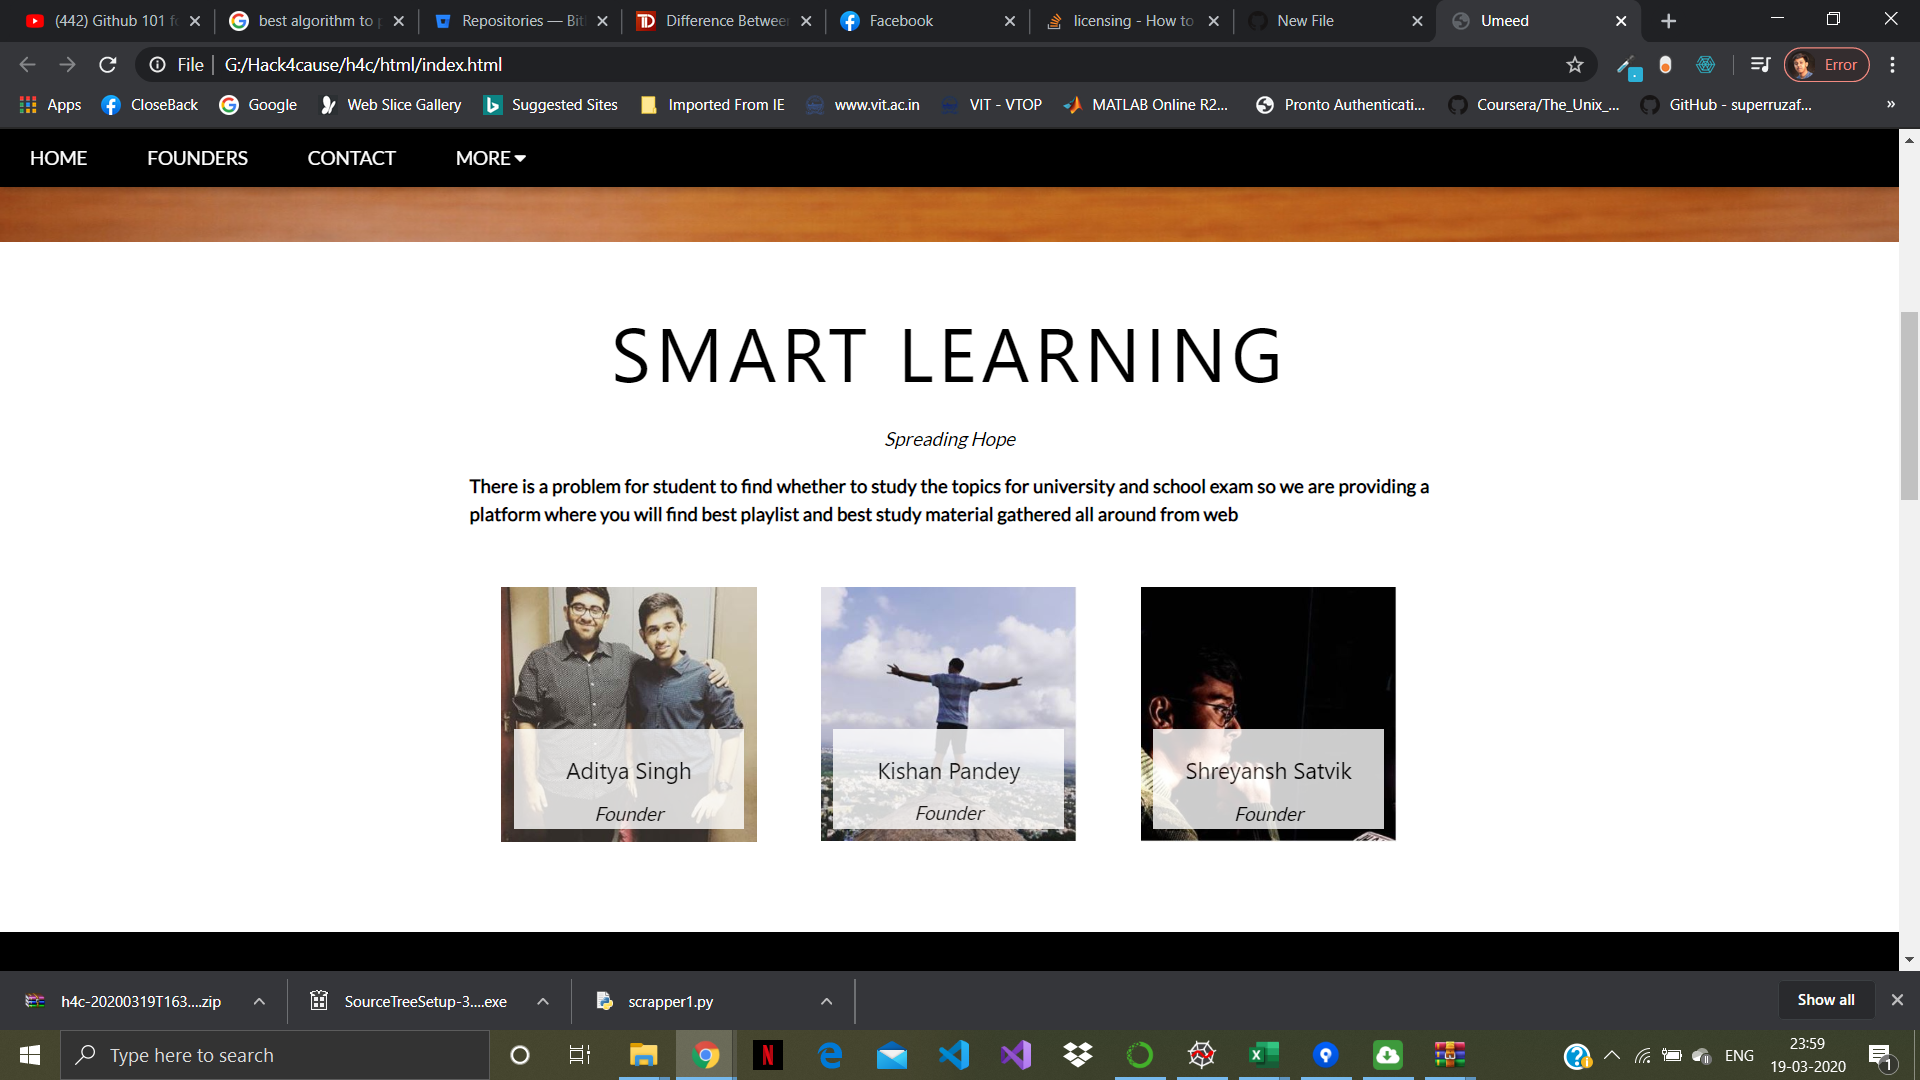 (442) Github 101 f
best algorithm to
Repositories — Bit
Difference Betwee
Facebook
licensing - How to
New File
Umeed
File
G:/Hack4cause/h4c/html/index.html
Error
Apps
CloseBack
Google
Web Slice Gallery
Suggested Sites
Imported From IE
www.vit.ac.in
VIT - VTOP
MATLAB Online R2...
Pronto Authenticati...
Coursera/The_Unix_...
GitHub - superruzaf...
»
HOME
FOUNDERS
CONTACT
MORE
SMART LEARNING
Spreading Hope
There is a problem for student to find whether to study the topics for university and school exam so we are providing a
platform where you will find best playlist and best study material gathered all around from web
Aditya Singh
Founder
Kishan Pandey
Founder
Shreyansh Satvik
Founder
h4c-20200319T163....zip
SourceTreeSetup-3....exe
scrapper1.py
Show all
Type here to search
ENG
23:59
19-03-2020
1